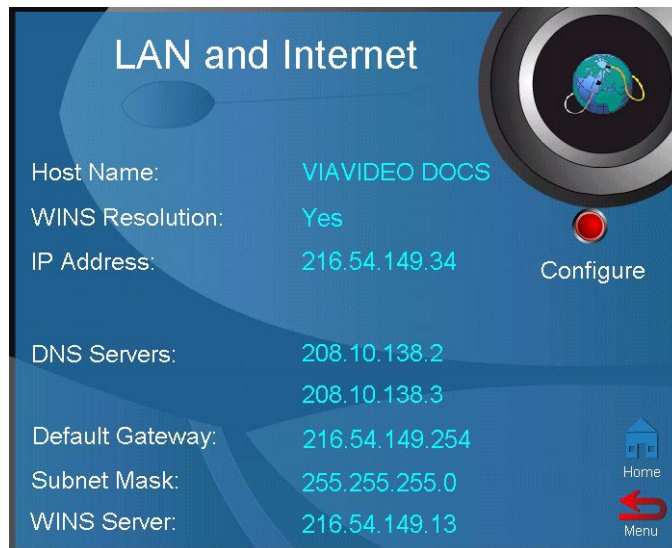 LAN and Internet
Host Name: VIAVIDEO DOCS
WINS Resolution: Yes
IP Address: 216.54.149.34
Configure
DNS Servers: 208.10.138.2
208.10.138.3
Default Gateway: 216.54.149.254
Subnet Mask: 255.255.255.0
WINS Server: 216.54.149.13
Home
Menu